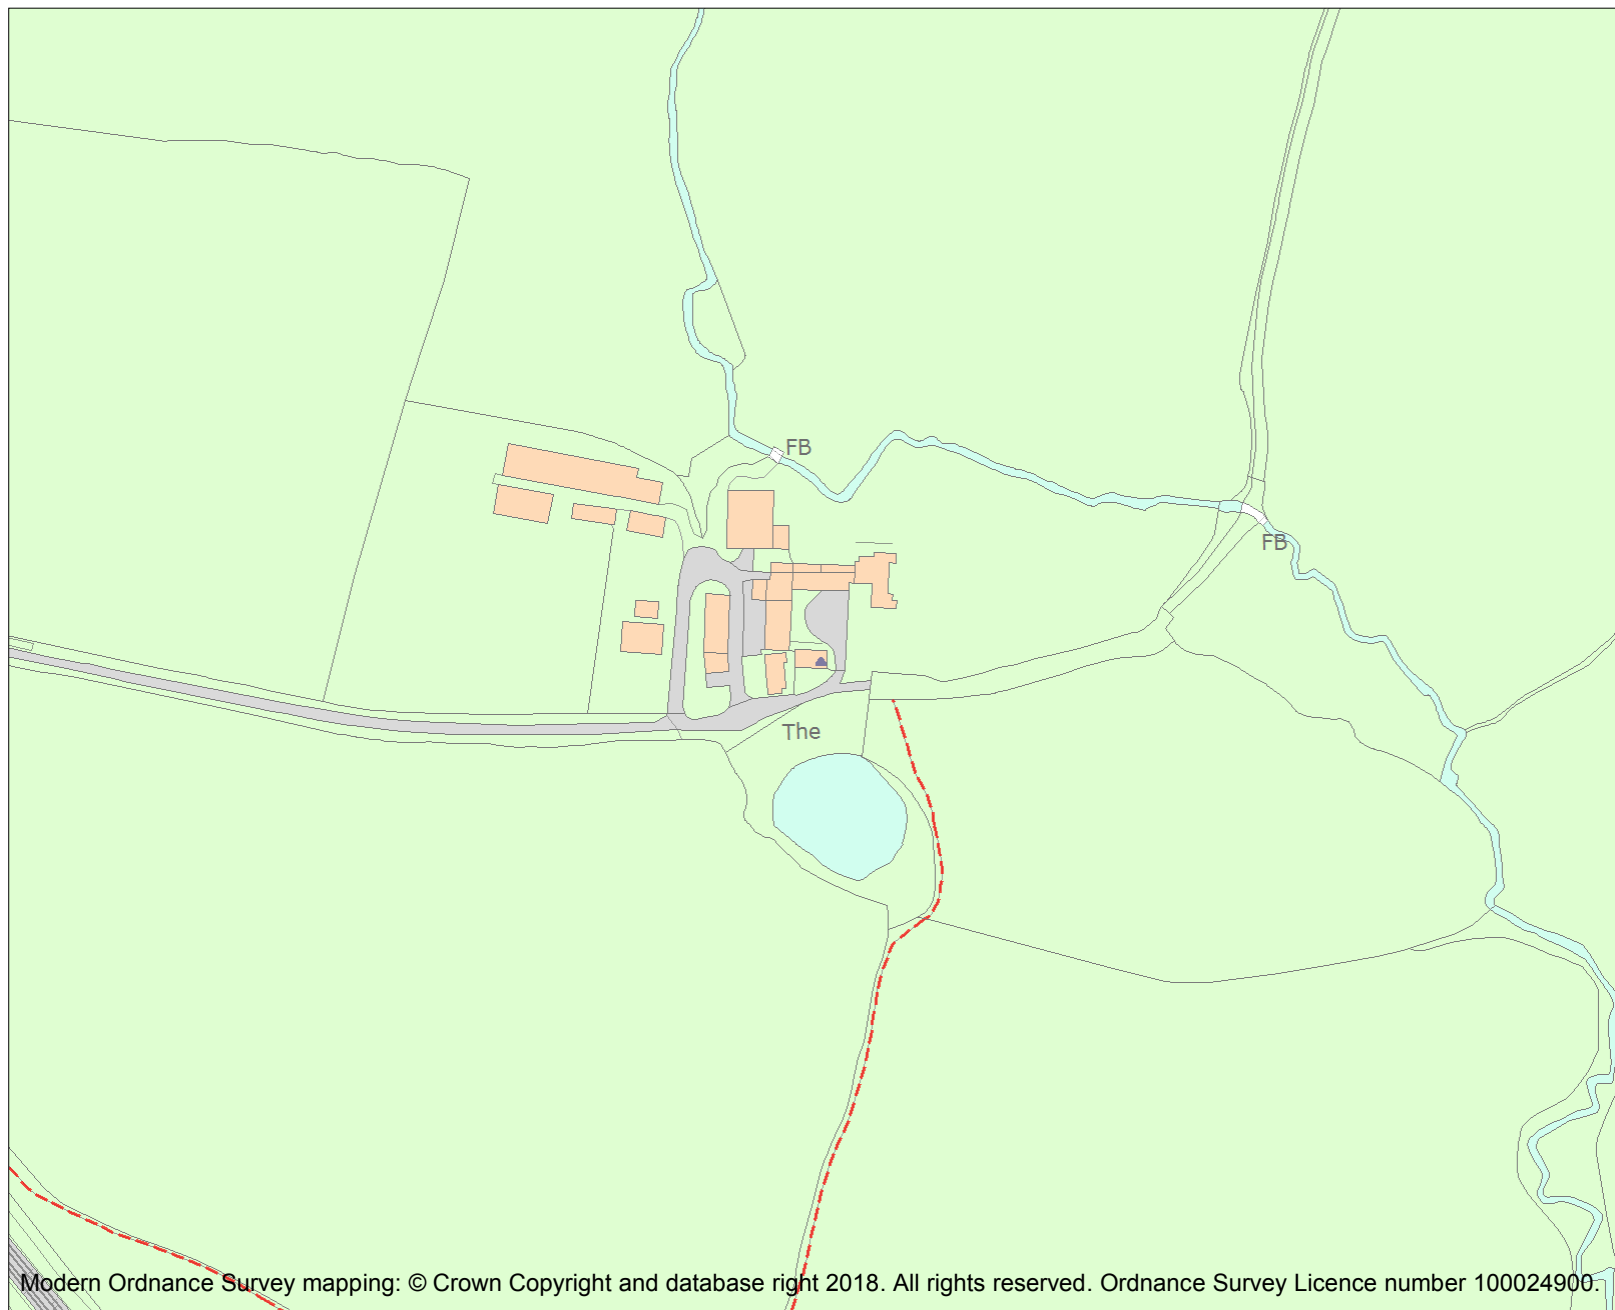 FB
FB
The
Modern Ordnance Survey mapping: © Crown Copyright and database right 2018. All rights reserved. Ordnance Survey Licence number 100024900.